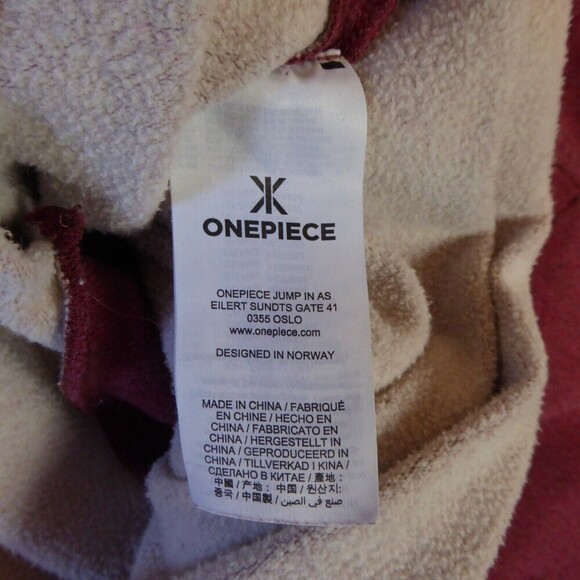 ONEPIECE
ONEPIECE JUMP IN AS
EILERT SUNDTS GATE 41
0355 OSLO
www.onepiece.com
DESIGNED IN NORWAY
MADE IN CHINA / FABRIQUÉ
EN CHINE / HECHO EN
CHINA / FABBRICATO EN
CHINA / HERGESTELLT IN
CHINA / GEPRODUCEERD IN
CHINA / TILLVERKAD I KINA /
СДЕЛАНО В КИТАЕ / 產地：
中國 / 产地：中国 / 원산지:
중국 / 中国製 / صنع في الصين